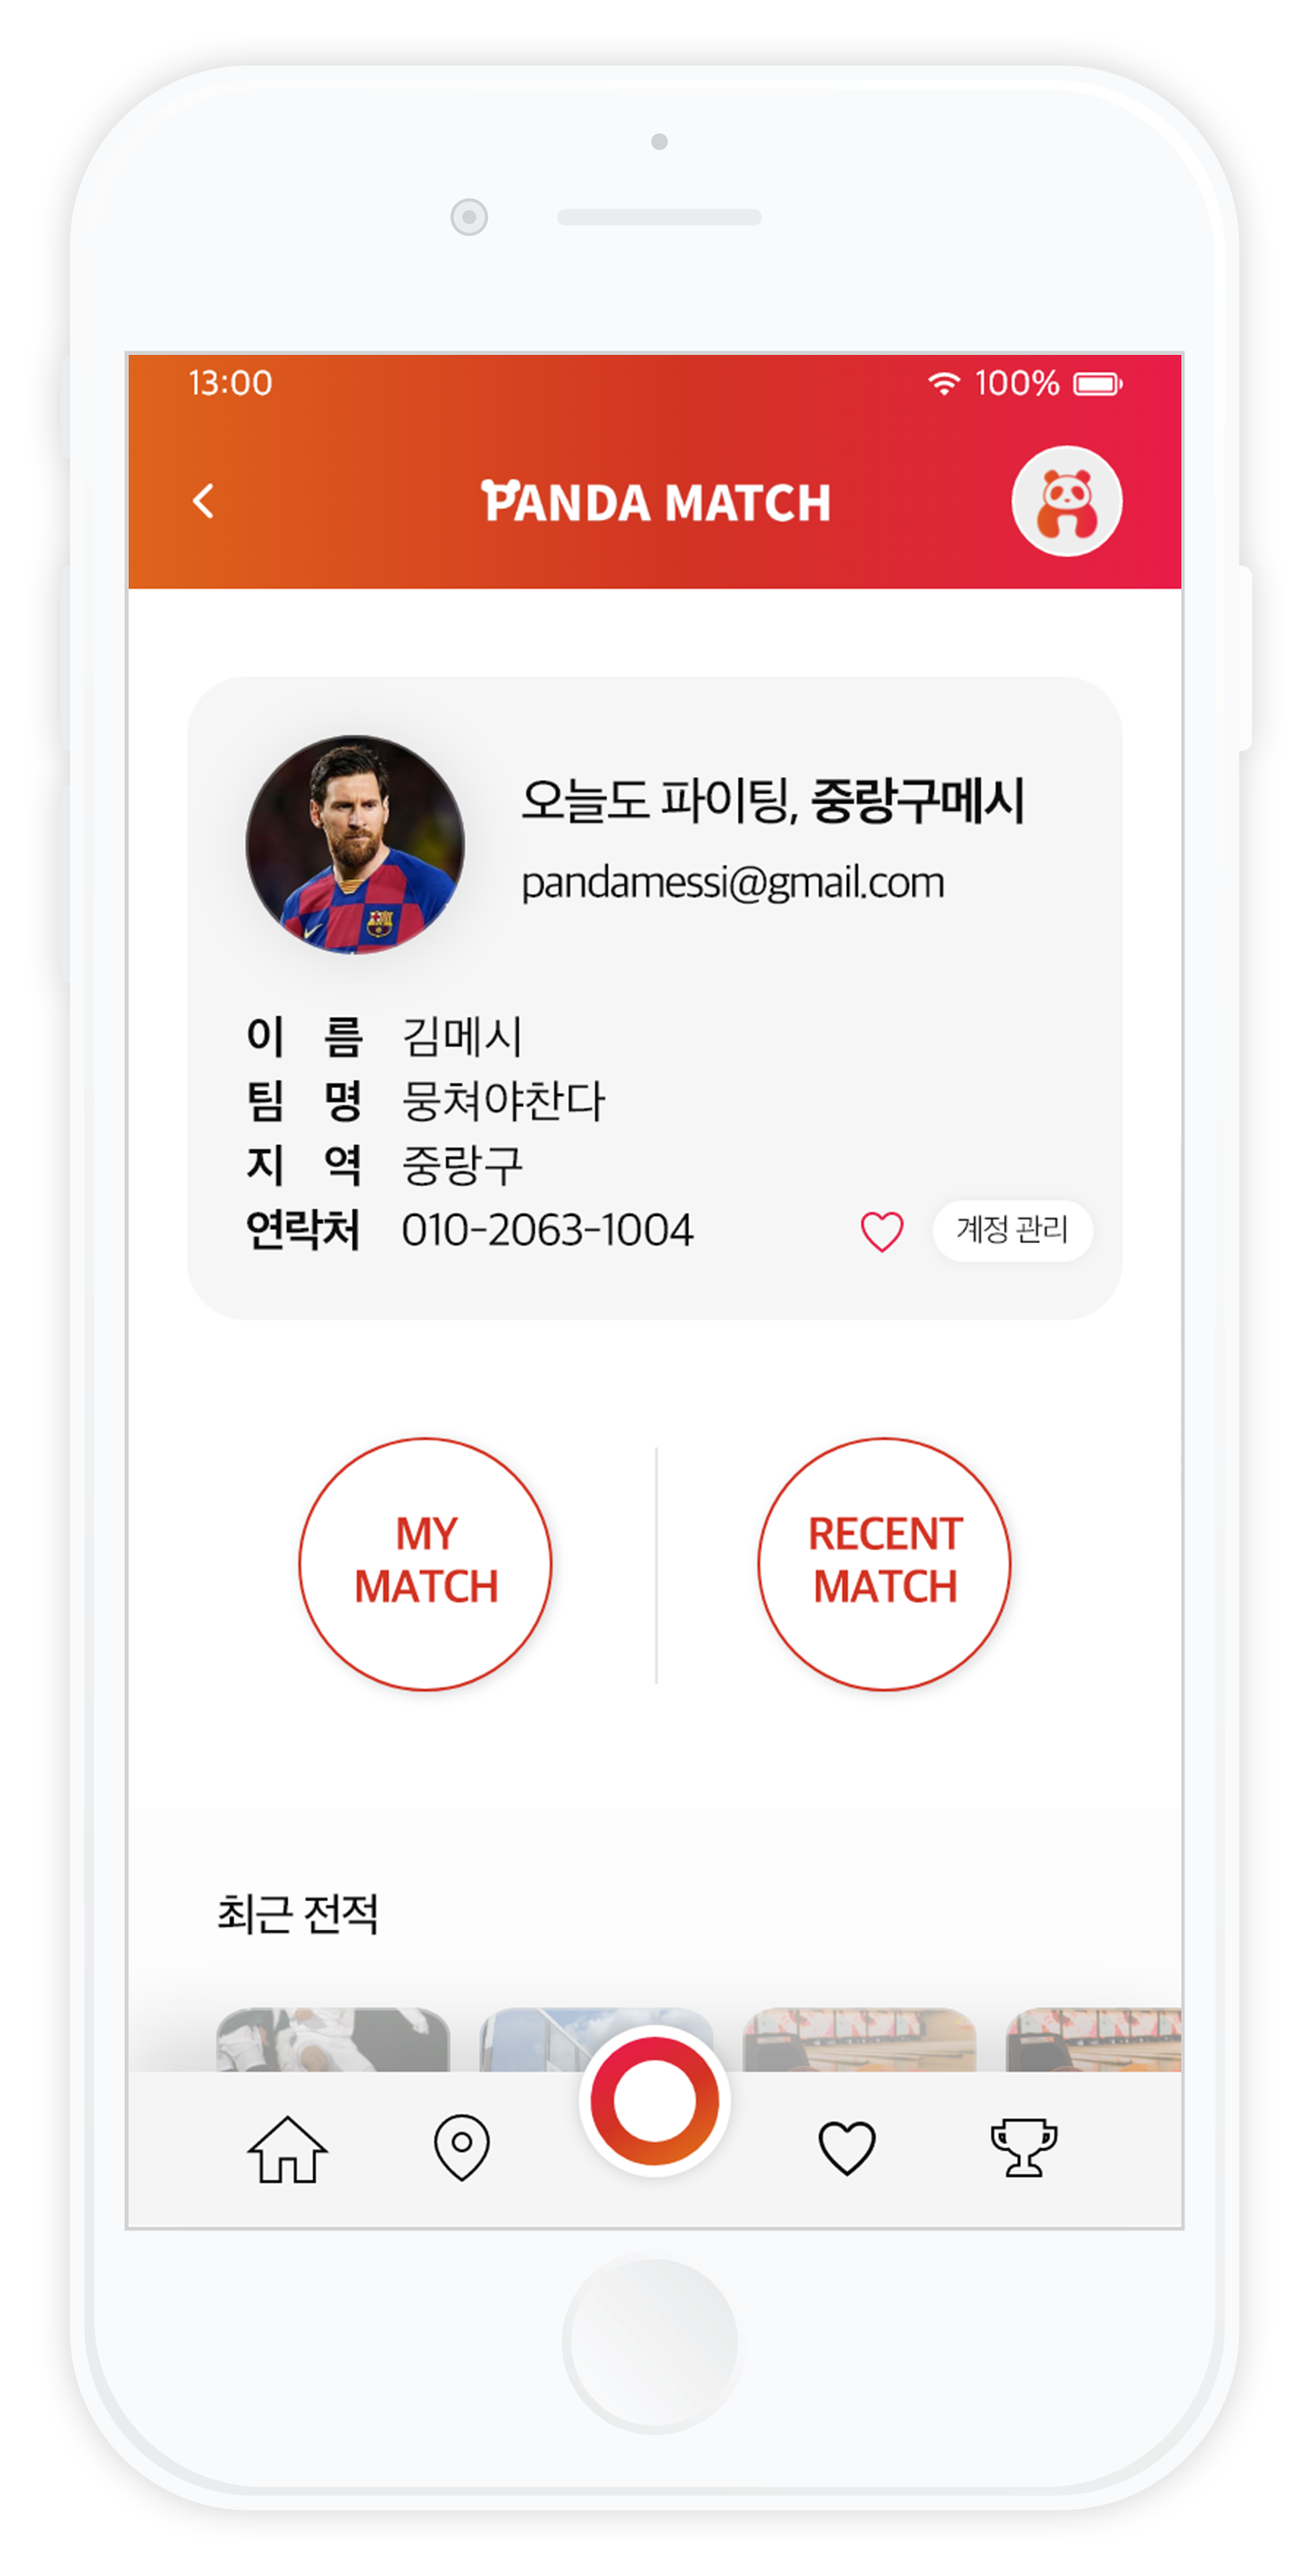 13:00
100%
PANDA MATCH
오늘도 파이팅, 중랑구메시
pandamessi@gmail.com
이 름 김메시
팀 명 뭉쳐야찬다
지 역 중랑구
연락처 010-2063-1004
계정 관리
MY
MATCH
RECENT
MATCH
최근 전적